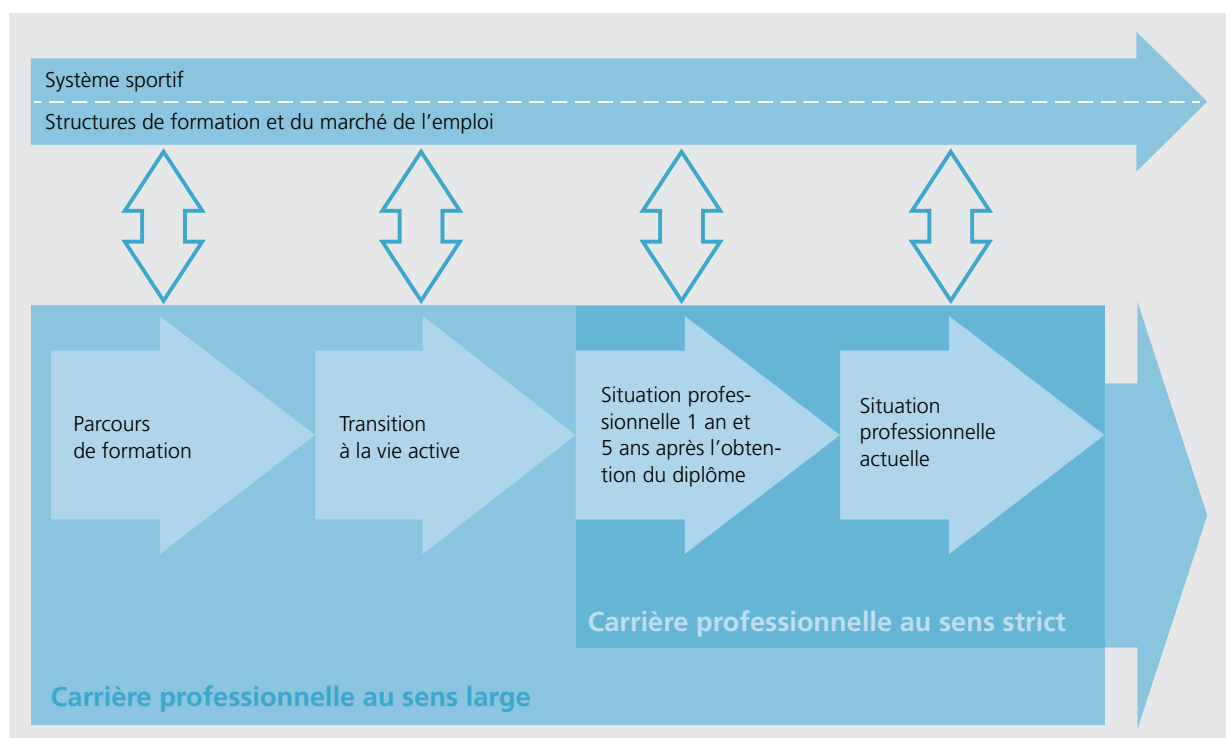 Système sportif
Structures de formation et du marché de l’emploi
Parcours
de formation
Transition
à la vie active
Situation profes-
sionnelle 1 an et
5 ans après l’obten-
tion du diplôme
Situation
professionnelle
actuelle
Carrière professionnelle au sens strict
Carrière professionnelle au sens large